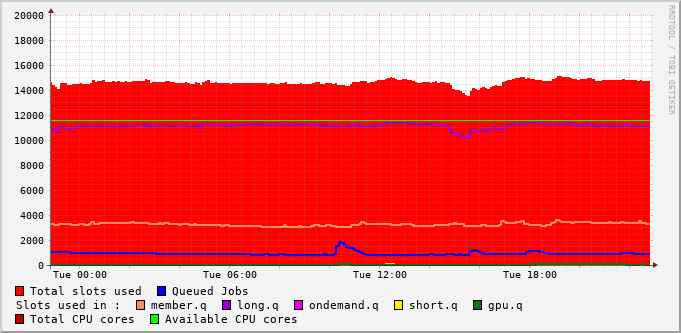 20000
18000
16000
14000
12000
10000
8000
6000
4000
2000
0
Tue 00:00 Tue 06:00 Tue 12:00 Tue 18:00
Total slots used Queued Jobs
Slots used in : member.q long.q ondemand.q short.q gpu.q
Total CPU cores Available CPU cores
RRDTOOL / TOBI OETIKER